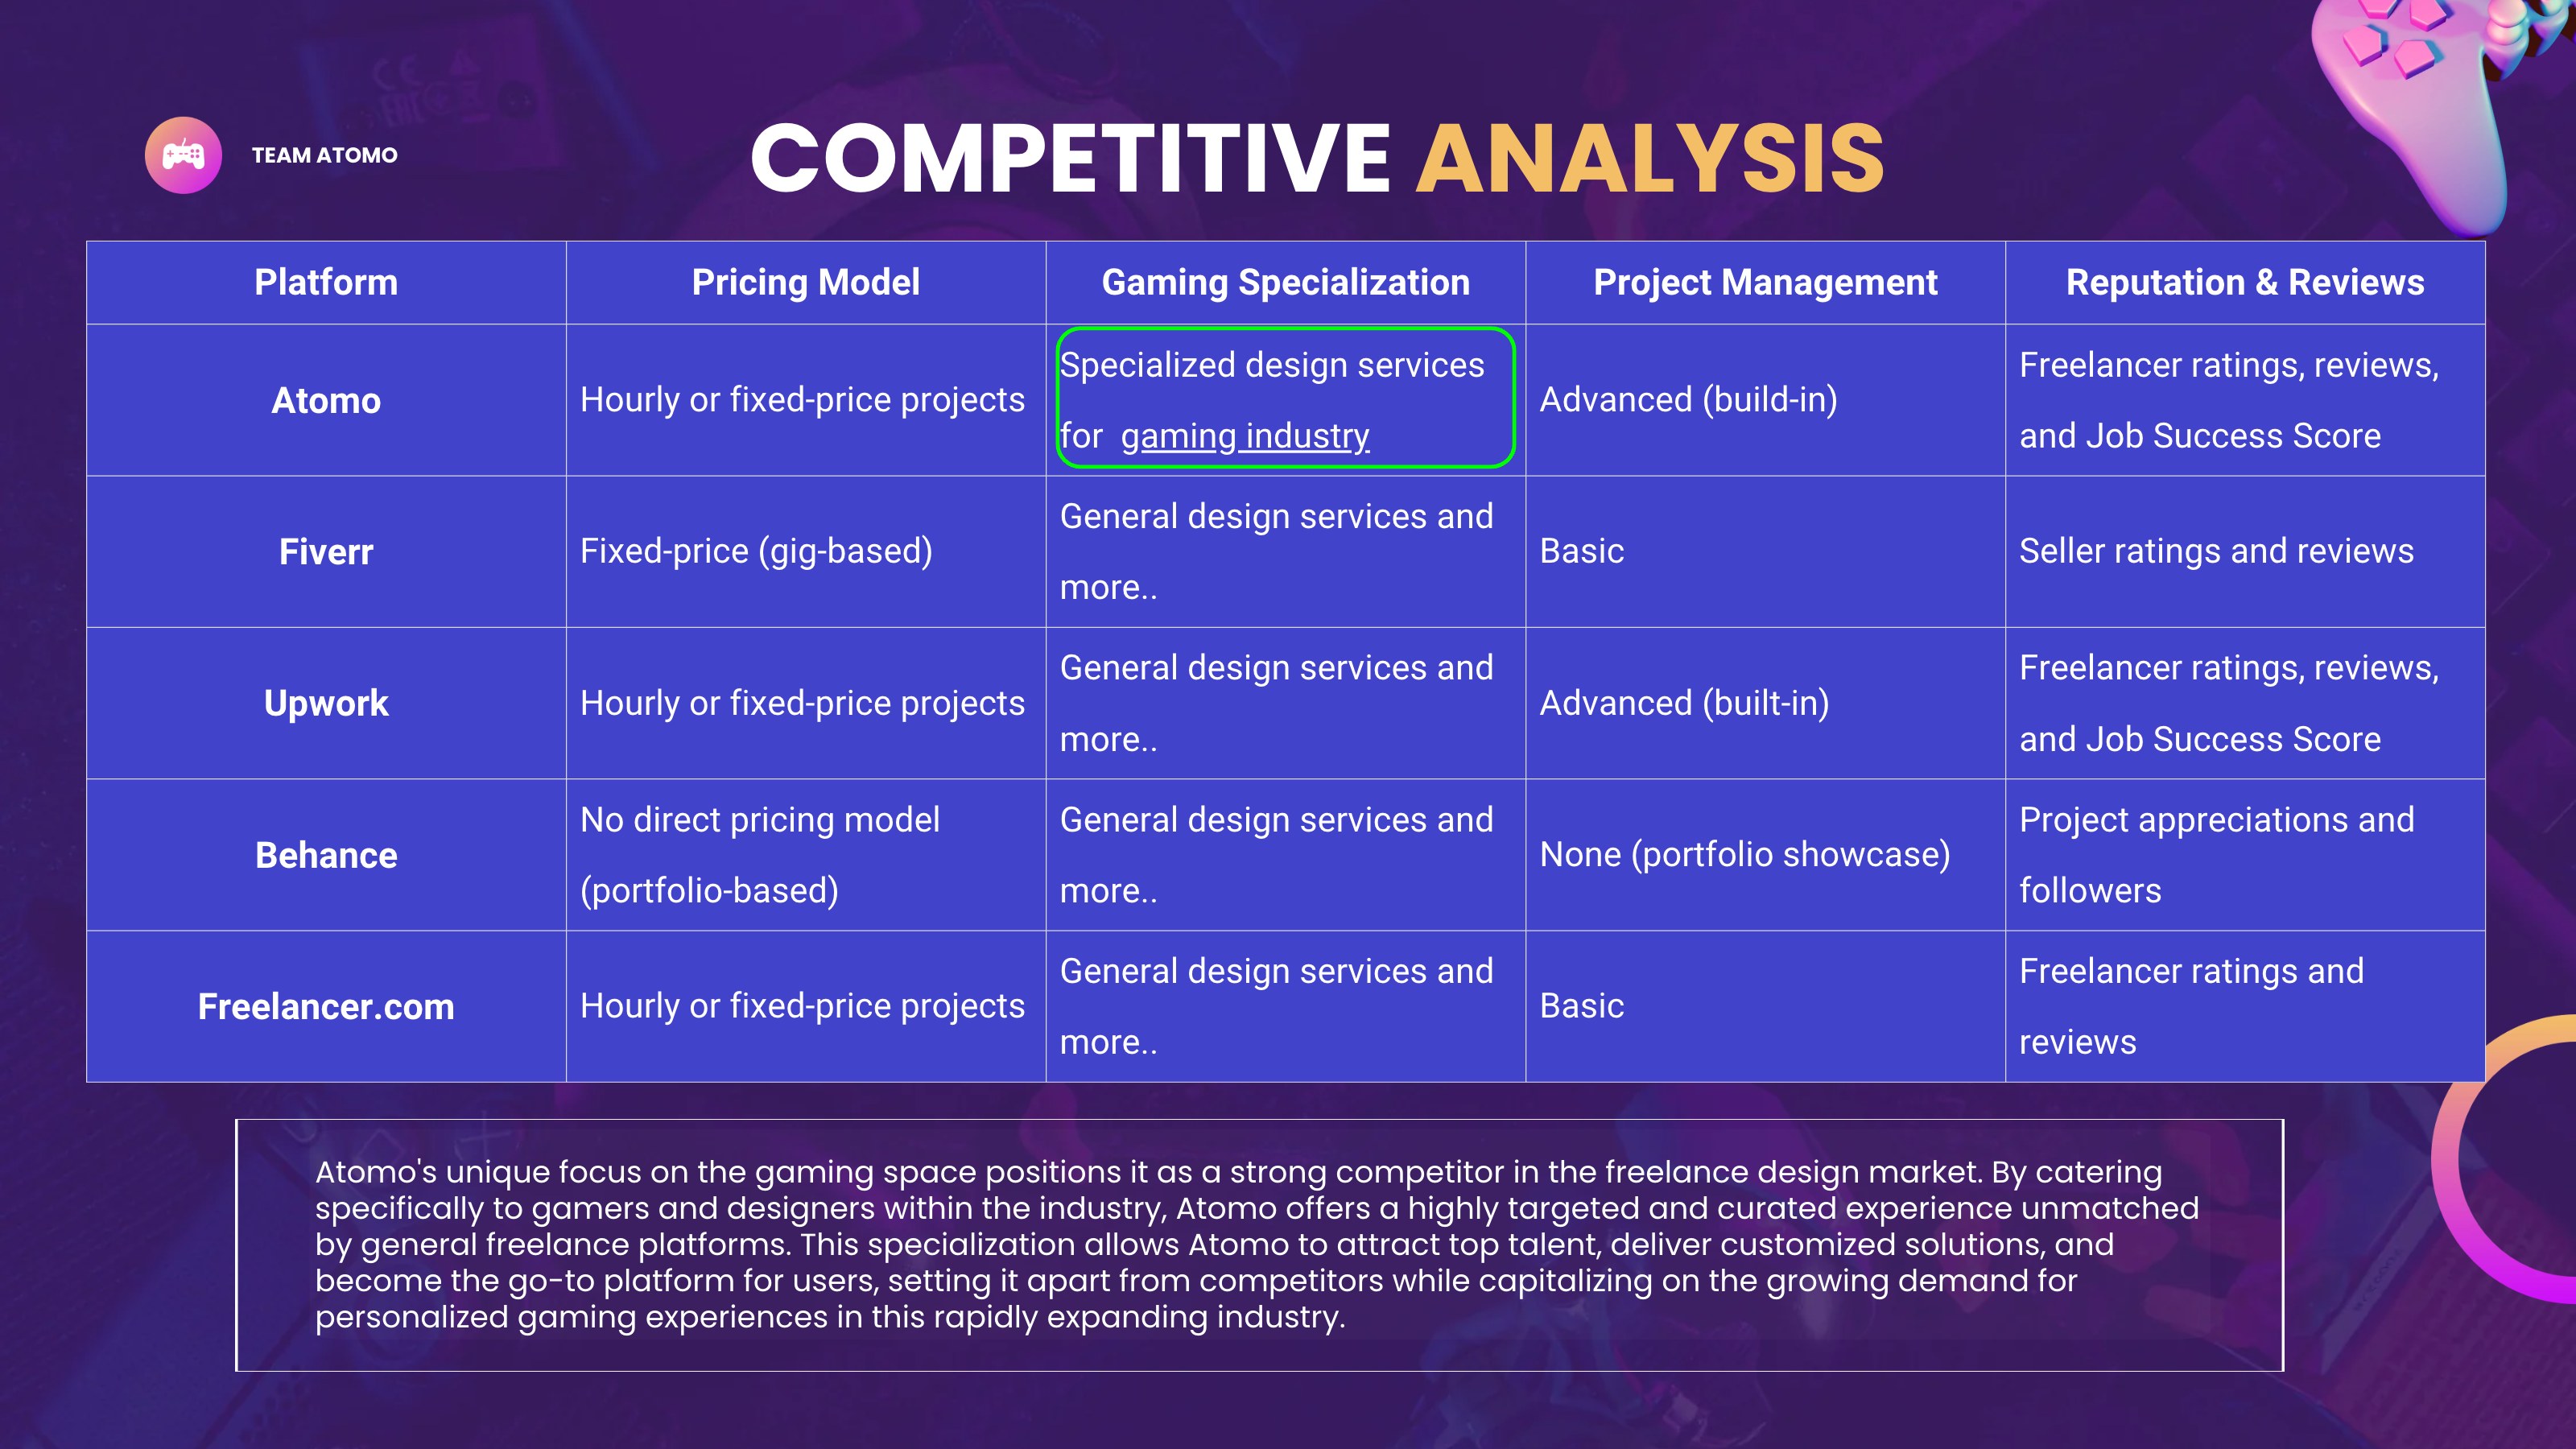 TEAM ATOMO
COMPETITIVE ANALYSIS
Platform
Pricing Model
Gaming Specialization
Project Management
Reputation & Reviews
Atomo
Hourly or fixed-price projects
Specialized design services
for  gaming industry
Advanced (build-in)
Freelancer ratings, reviews,
and Job Success Score
Fiverr
Fixed-price (gig-based)
General design services and
more..
Basic
Seller ratings and reviews
Upwork
Hourly or fixed-price projects
General design services and
more..
Advanced (built-in)
Freelancer ratings, reviews,
and Job Success Score
Behance
No direct pricing model
(portfolio-based)
General design services and
more..
None (portfolio showcase)
Project appreciations and
followers
Freelancer.com
Hourly or fixed-price projects
General design services and
more..
Basic
Freelancer ratings and
reviews
Atomo's unique focus on the gaming space positions it as a strong competitor in the freelance design market. By catering
specifically to gamers and designers within the industry, Atomo offers a highly targeted and curated experience unmatched
by general freelance platforms. This specialization allows Atomo to attract top talent, deliver customized solutions, and
become the go-to platform for users, setting it apart from competitors while capitalizing on the growing demand for
personalized gaming experiences in this rapidly expanding industry.